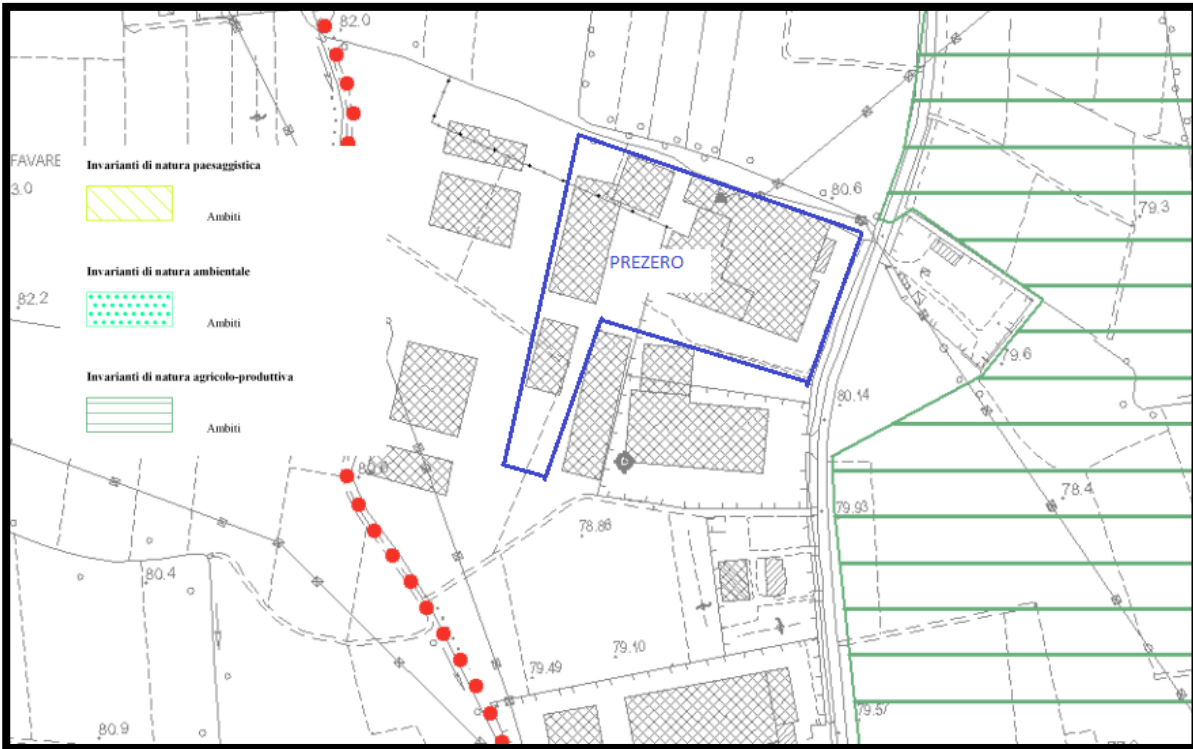 82.0
FAVARE
Invarianti di natura paesaggistica
3.0
Ambiti
80.6
79.3
PREZERO
Invarianti di natura ambientale
82.2
Ambiti
79.6
Invarianti di natura agricolo-produttiva
80.14
Ambiti
80.0
78.4
79.93
78.86
80.4
79.10
79.49
79.57
80.9